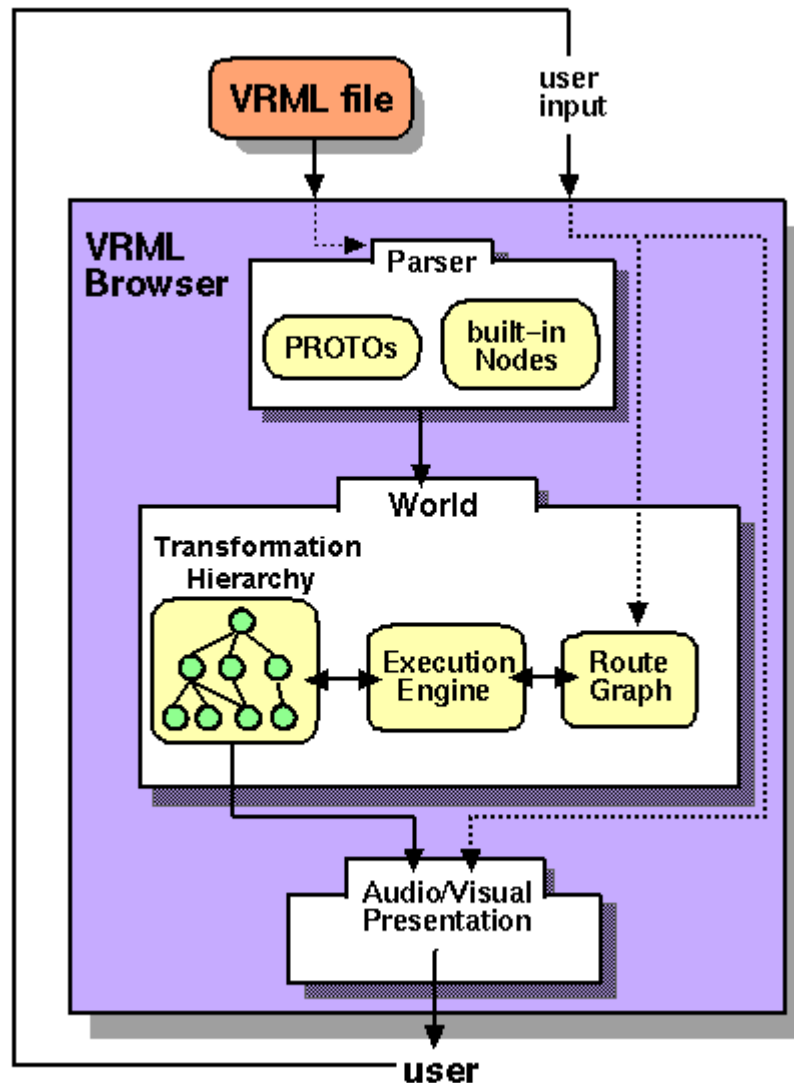 VRML file
user
input
VRML
Browser
Parser
PROTOs
built-in
Nodes
World
Transformation
Hierarchy
Execution
Engine
Route
Graph
Audio/Visual
Presentation
user